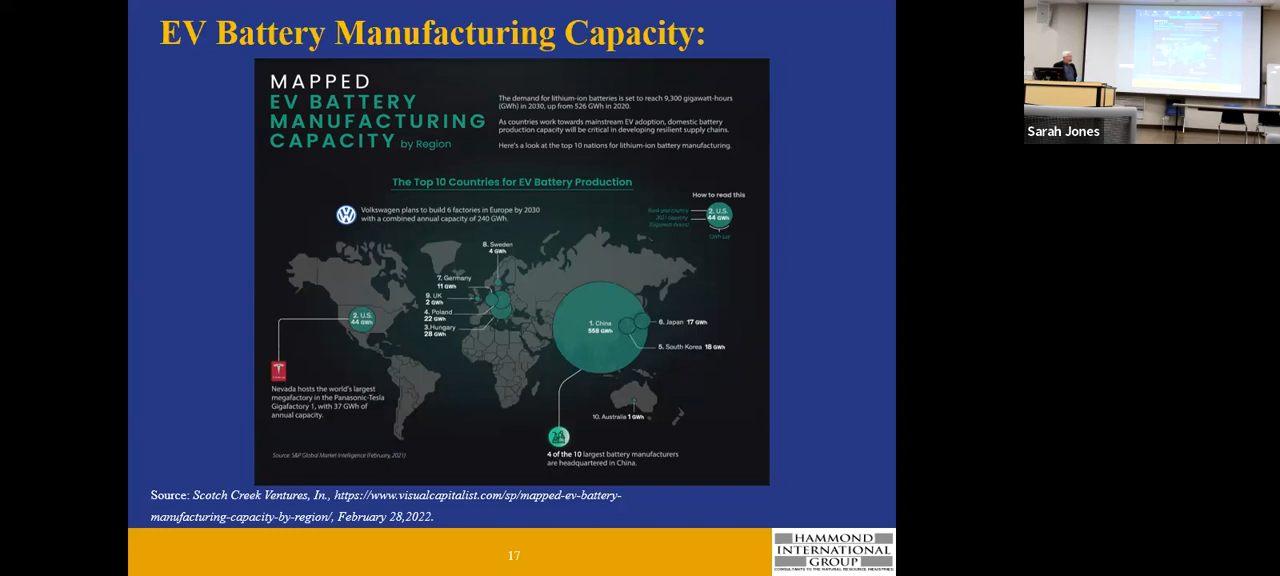 EV Battery Manufacturing Capacity:
MAPPED
EV BATTERY
MANUFACTURING
CAPACITY by Region
The demand for lithium-ion batteries is set to reach 9,300 gigawatt-hours
(GWh) in 2030, up from 526 GWh in 2020.
As countries work towards mainstream EV adoption, domestic battery
production capacity will be critical in developing resilient supply chains.
Here's a look at the top 10 nations for lithium-ion battery manufacturing.
The Top 10 Countries for EV Battery Production
How to read this
2. U.S.
44 GWh
Volkswagen plans to build 6 factories in Europe by 2030
with a combined annual capacity of 240 GWh.
8. Sweden
4 GWh
7. Germany
11 GWh
9. UK
2 GWh
4. Poland
22 GWh
3.Hungary
28 GWh
2. U.S.
44 GWh
1. China
558 GWh
6. Japan 17 GWh
5. South Korea 18 GWh
10. Australia 1 GWh
TESLA
Nevada hosts the world's largest
megafactory in the Panasonic-Tesla
Gigafactory 1, with 37 GWh of
annual capacity.
4 of the 10 largest battery manufacturers
are headquartered in China.
Source: S&P Global Market Intelligence (February, 2021)
Source: Scotch Creek Ventures, In., https://www.visualcapitalist.com/sp/mapped-ev-battery-
manufacturing-capacity-by-region/, February 28,2022.
17
HAMMOND
INTERNATIONAL
GROUP
CONSULTANTS TO THE NATURAL RESOURCE INDUSTRIES
Sarah Jones